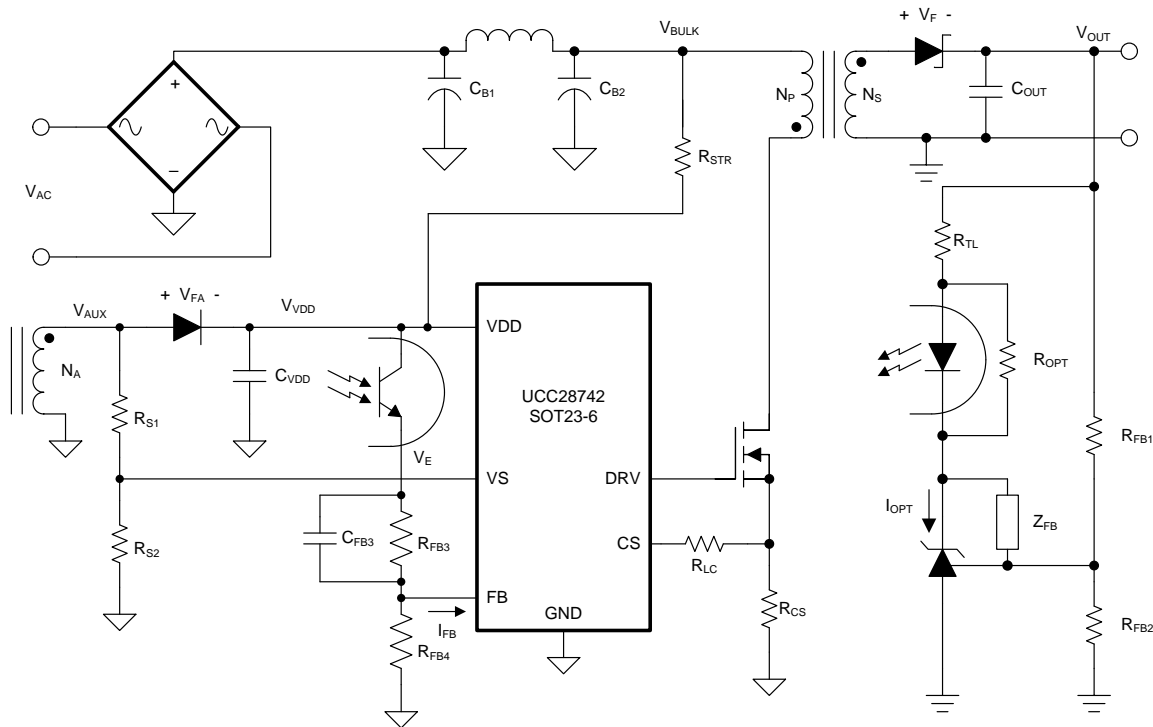 + V_F -
V_BULK
V_OUT
+
C_B1
C_B2
N_P
N_S
C_OUT
R_STR
–
V_AC
R_TL
+ V_FA -
V_AUX
V_VDD
VDD
N_A
C_VDD
R_OPT
R_S1
UCC28742
SOT23-6
V_E
R_FB1
VS
DRV
I_OPT
Z_FB
C_FB3
R_FB3
R_S2
CS
R_LC
FB
I_FB
GND
R_CS
R_FB4
R_FB2